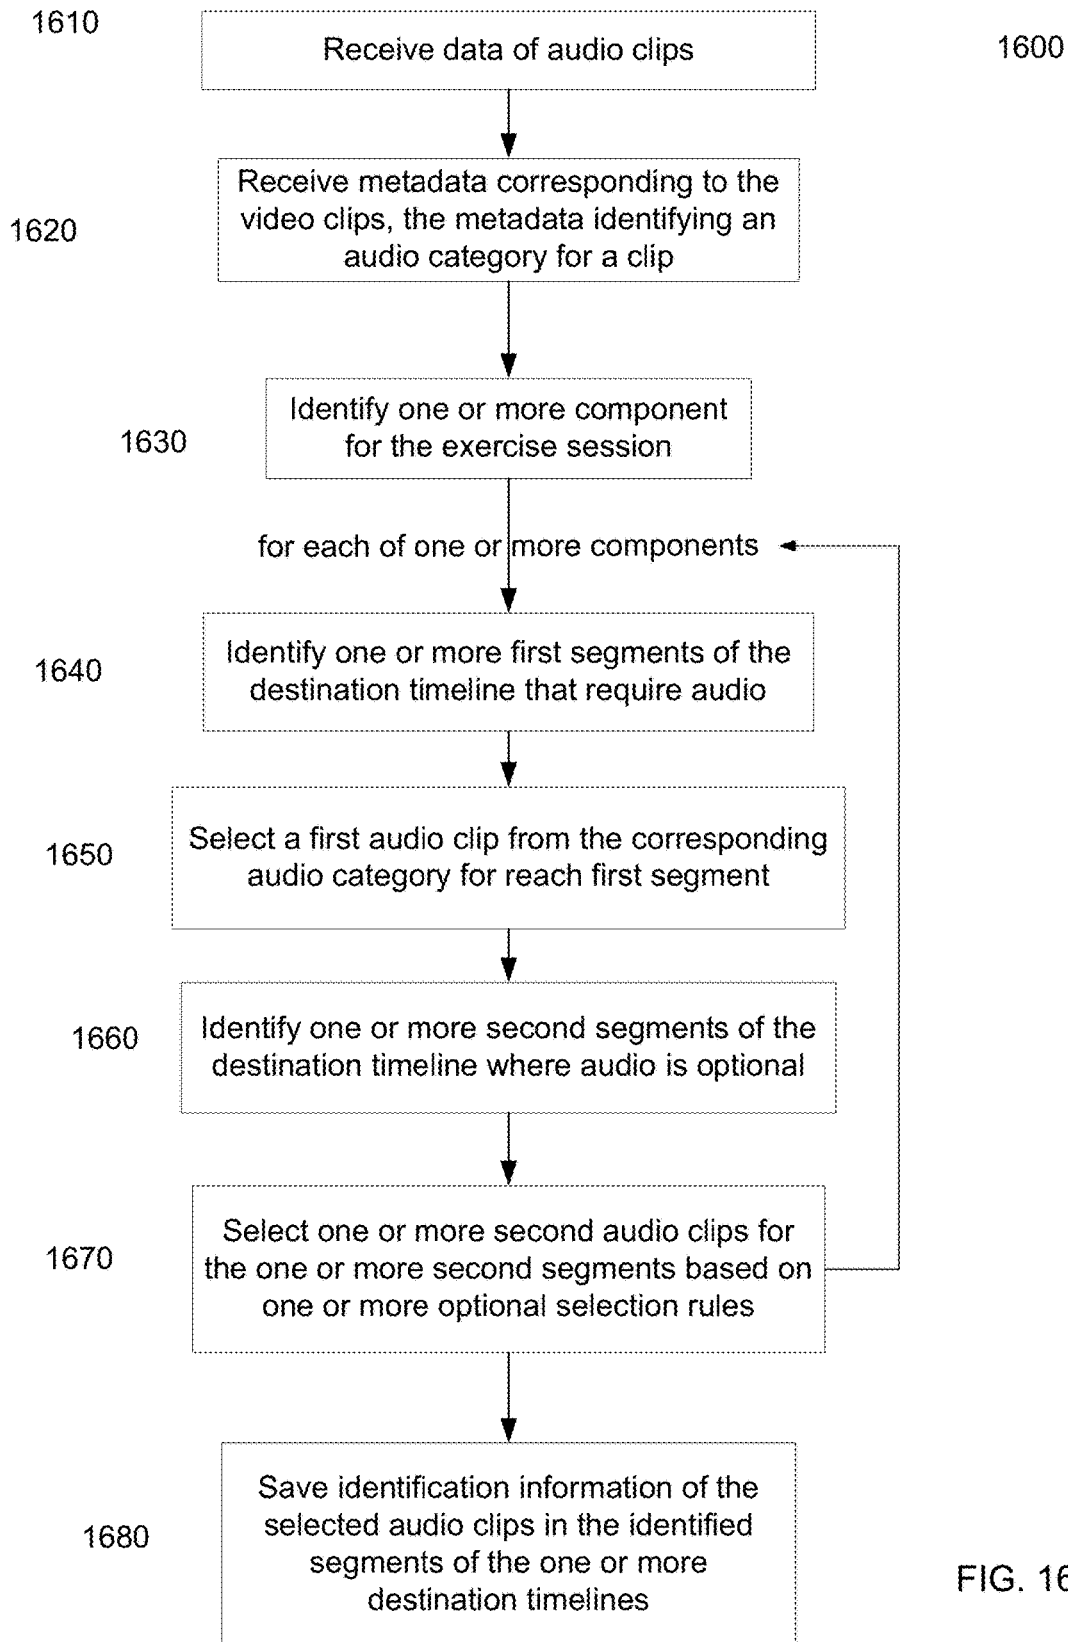 1610
Receive data of audio clips
1600
1620
Receive metadata corresponding to the
video clips, the metadata identifying an
audio category for a clip
1630
Identify one or more component
for the exercise session
for each of one or more components
1640
Identify one or more first segments of the
destination timeline that require audio
1650
Select a first audio clip from the corresponding
audio category for reach first segment
1660
Identify one or more second segments of the
destination timeline where audio is optional
1670
Select one or more second audio clips for
the one or more second segments based on
one or more optional selection rules
1680
Save identification information of the
selected audio clips in the identified
segments of the one or more
destination timelines
FIG. 16